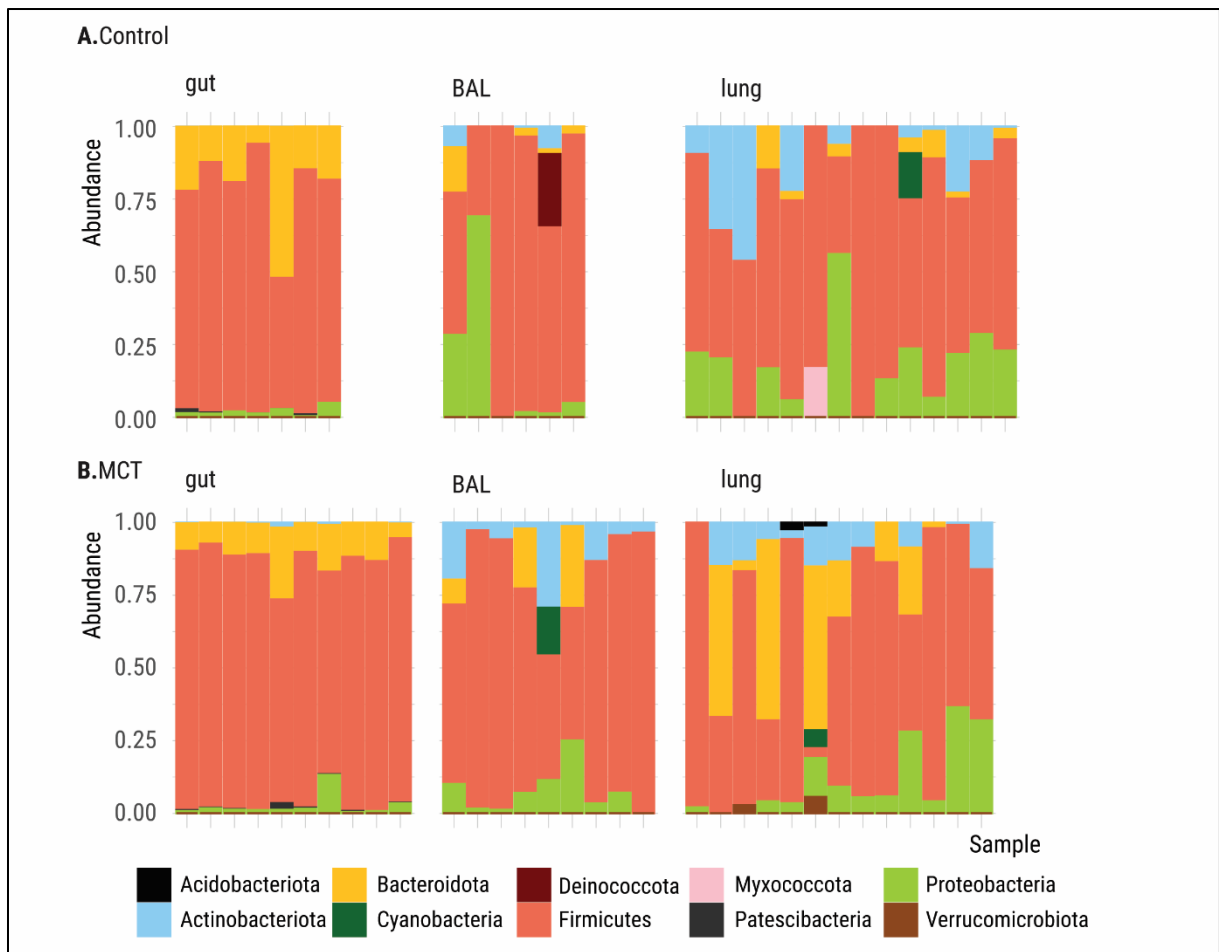 A.Control
gut
BAL
lung
Abundance
1.00
0.75
0.50
0.25
0.00
B.MCT
gut
BAL
lung
Abundance
1.00
0.75
0.50
0.25
0.00
Sample
Acidobacteriota
Bacteroidota
Deinococcota
Myxococcota
Proteobacteria
Actinobacteriota
Cyanobacteria
Firmicutes
Patescibacteria
Verrucomicrobiota